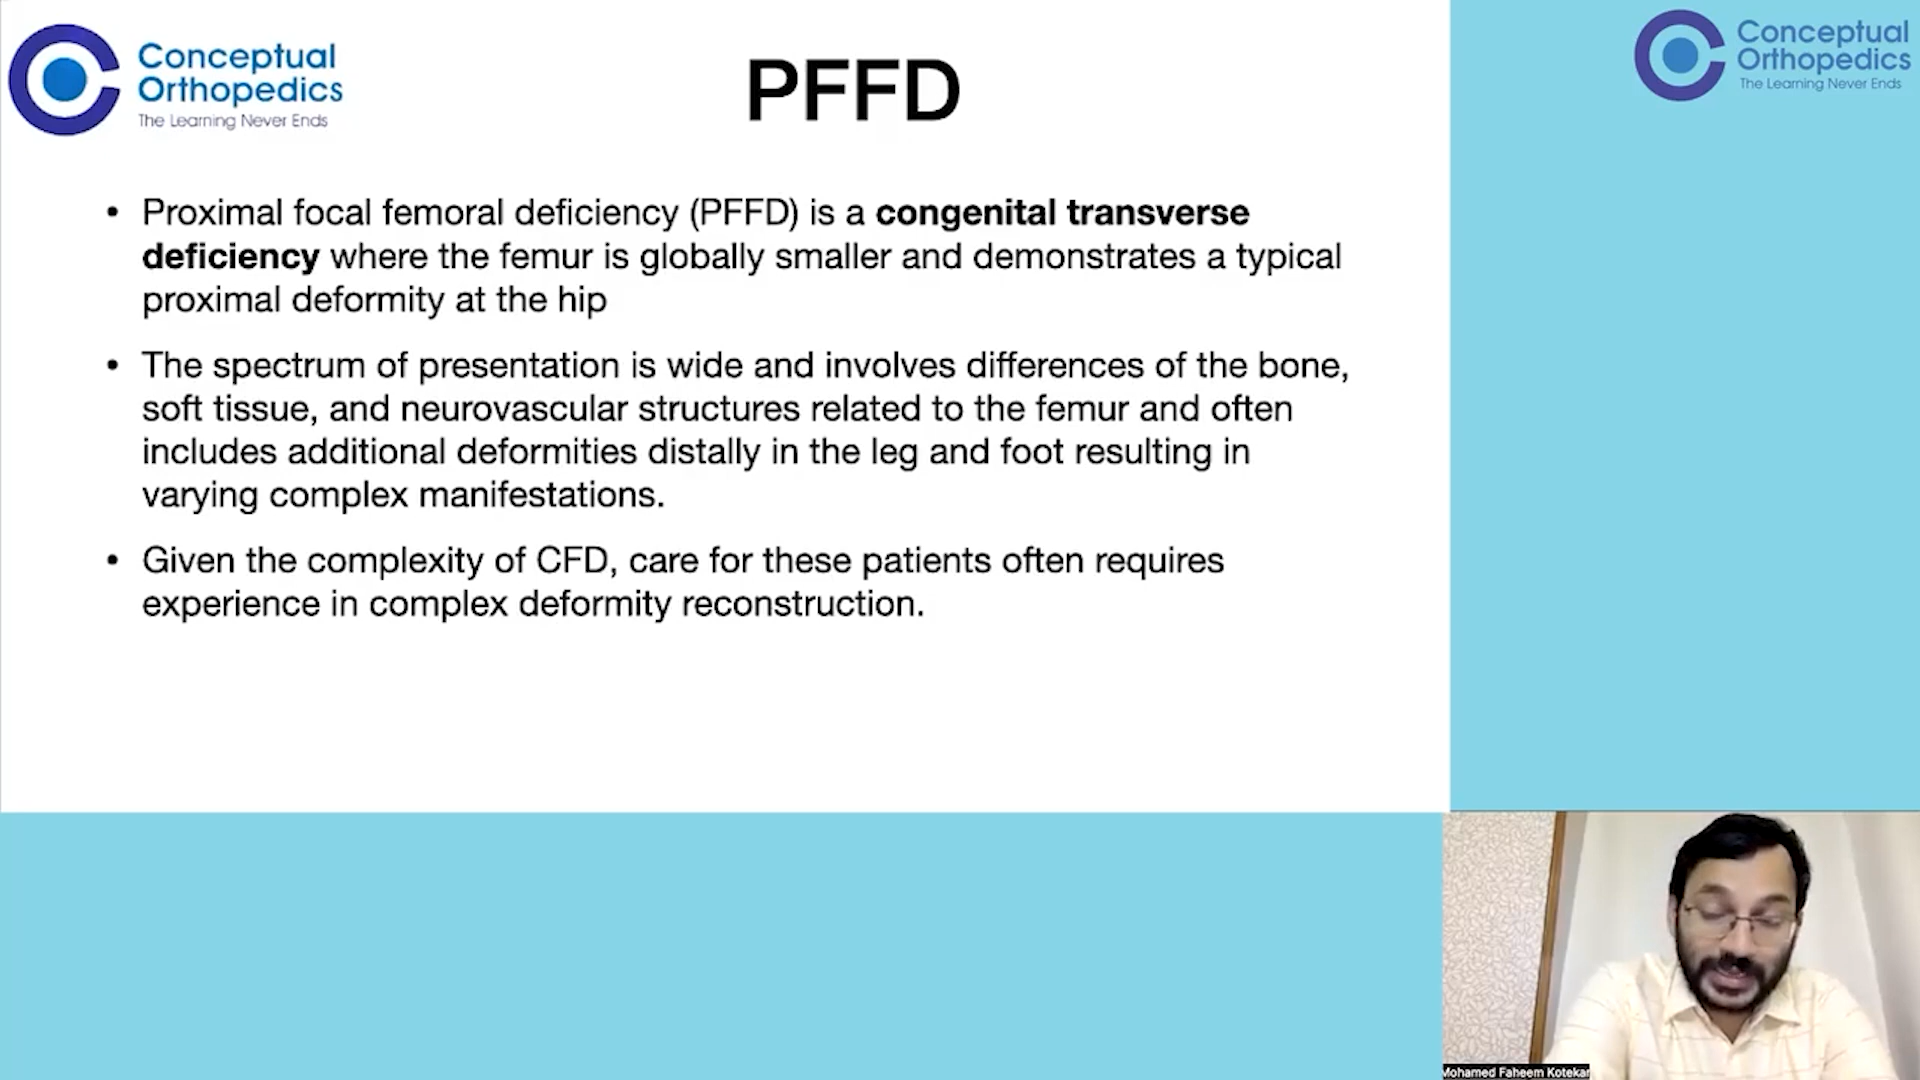 Conceptual
Orthopedics
The Learning Never Ends
PFFD
Conceptual
Orthopedics
The Learning Never Ends
• Proximal focal femoral deficiency (PFFD) is a congenital transverse
deficiency where the femur is globally smaller and demonstrates a typical
proximal deformity at the hip
• The spectrum of presentation is wide and involves differences of the bone,
soft tissue, and neurovascular structures related to the femur and often
includes additional deformities distally in the leg and foot resulting in
varying complex manifestations.
• Given the complexity of CFD, care for these patients often requires
experience in complex deformity reconstruction.
Mohamed Faheem Kotekar